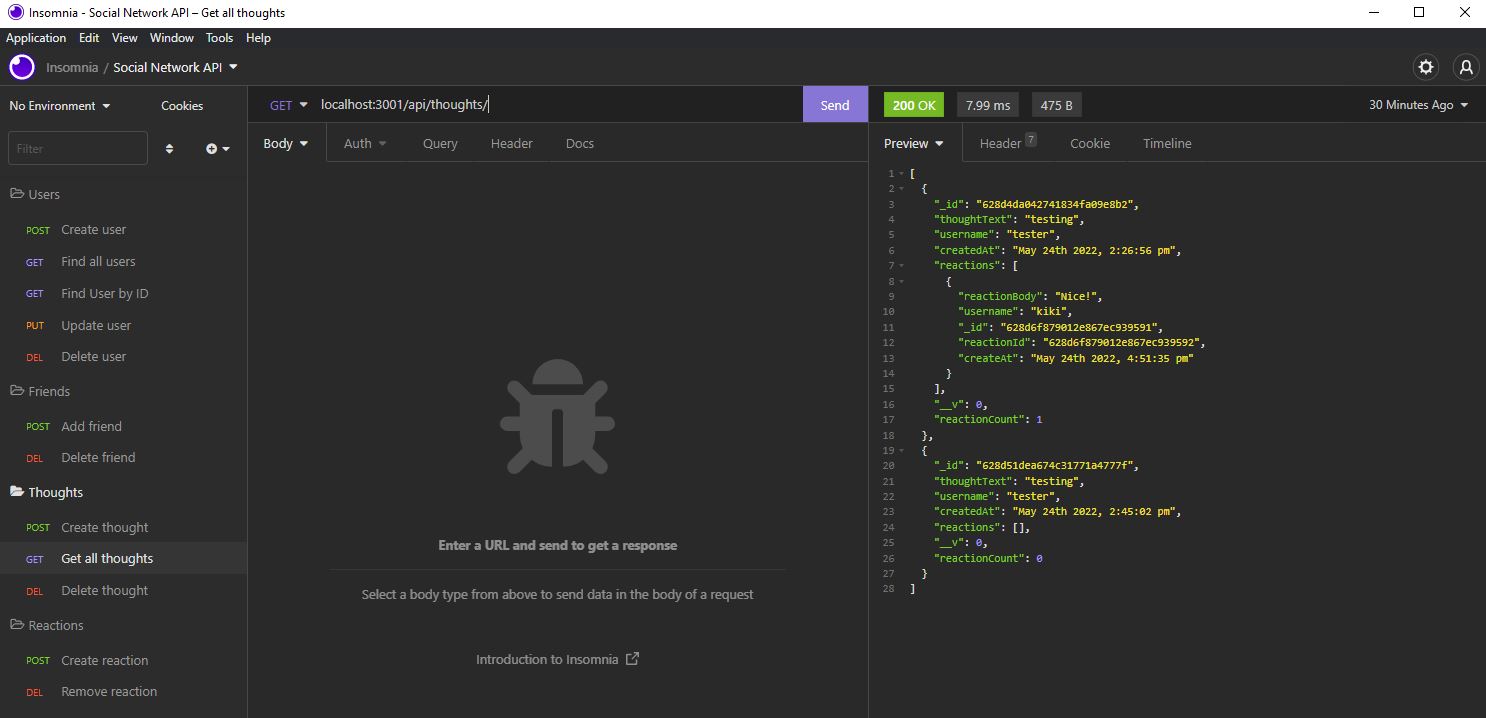 Insomnia - Social Network API – Get all thoughts
Application Edit View Window Tools Help
Insomnia / Social Network API
No Environment Cookies
Filter
Users
POST Create user
GET Find all users
GET Find User by ID
PUT Update user
DEL Delete user
Friends
POST Add friend
DEL Delete friend
Thoughts
POST Create thought
GET Get all thoughts
DEL Delete thought
Reactions
POST Create reaction
DEL Remove reaction
GET localhost:3001/api/thoughts/ Send
Body Auth Query Header Docs
Enter a URL and send to get a response
Select a body type from above to send data in the body of a request
Introduction to Insomnia
200 OK 7.99 ms 475 B 30 Minutes Ago
Preview Header 7 Cookie Timeline
1 [
2 {
3 "_id": "628d4da042741834fa09e8b2",
4 "thoughtText": "testing",
5 "username": "tester",
6 "createdAt": "May 24th 2022, 2:26:56 pm",
7 "reactions": [
8 {
9 "reactionBody": "Nice!",
10 "username": "kiki",
11 "_id": "628d6f879012e867ec939591",
12 "reactionId": "628d6f879012e867ec939592",
13 "createAt": "May 24th 2022, 4:51:35 pm"
14 }
15 ],
16 "__v": 0,
17 "reactionCount": 1
18 },
19 {
20 "_id": "628d51dea674c31771a4777f",
21 "thoughtText": "testing",
22 "username": "tester",
23 "createdAt": "May 24th 2022, 2:45:02 pm",
24 "reactions": [],
25 "__v": 0,
26 "reactionCount": 0
27 }
28 ]